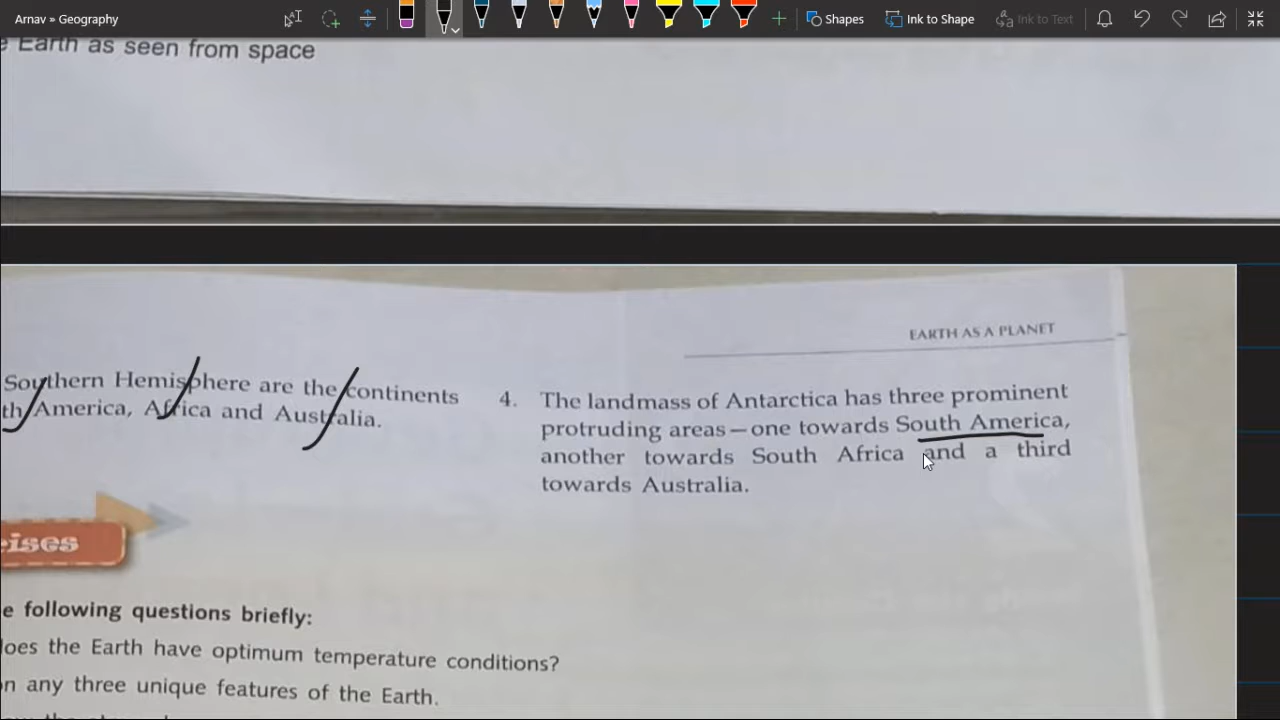 Arnav » Geography
Shapes
Ink to Shape
Ink to Text
Earth as seen from space
EARTH AS A PLANET
Southern Hemisphere are the continents
America, Africa and Australia.
4. The landmass of Antarctica has three prominent
protruding areas—one towards South America,
another towards South Africa and a third
towards Australia.
following questions briefly:
the Earth have optimum temperature conditions?
any three unique features of the Earth.